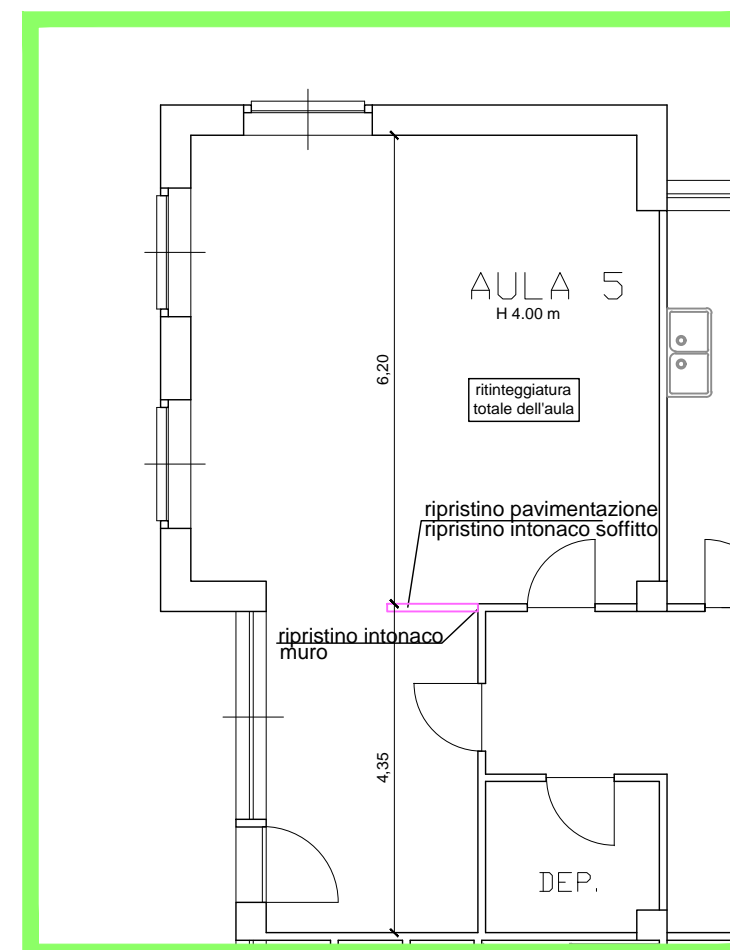 AULA 5
H 4.00 m
6,20
ritinteggiatura
totale dell'aula
ripristino pavimentazione
ripristino intonaco soffitto
ripristino intonaco
muro
4,35
DEP.